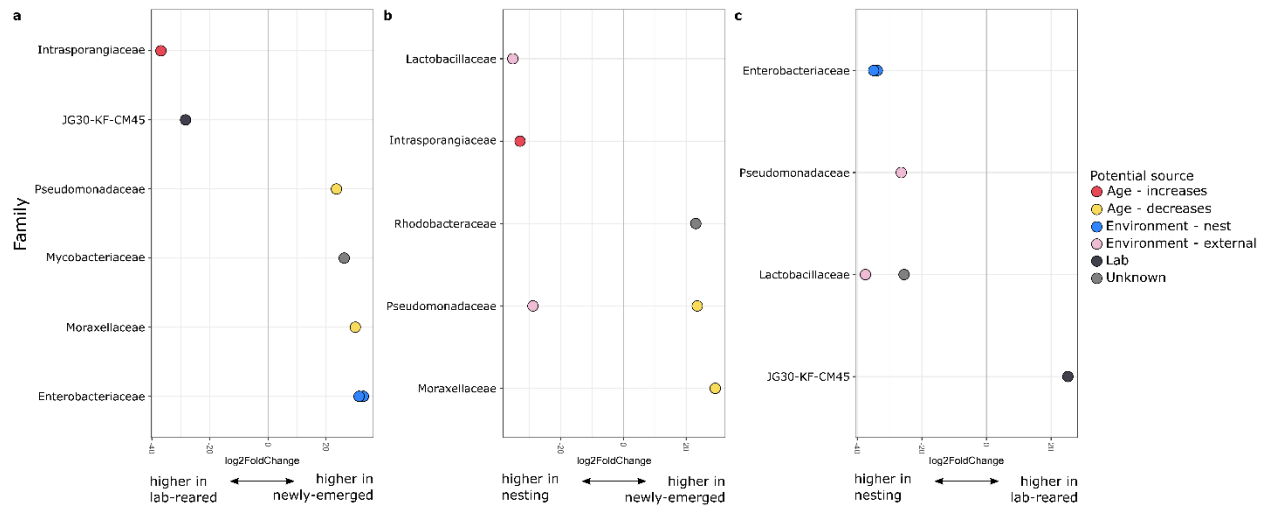 a
Family
Intrasporangiaceae
JG30-KF-CM45
Pseudomonadaceae
Mycobacteriaceae
Moraxellaceae
Enterobacteriaceae
-40
-20
0
20
log2FoldChange
higher in
lab-reared
higher in
newly-emerged
b
Lactobacillaceae
Intrasporangiaceae
Rhodobacteraceae
Pseudomonadaceae
Moraxellaceae
-20
0
20
log2FoldChange
higher in
nesting
higher in
newly-emerged
c
Enterobacteriaceae
Pseudomonadaceae
Lactobacillaceae
JG30-KF-CM45
-40
-20
0
20
log2FoldChange
higher in
nesting
higher in
lab-reared
Potential source
Age - increases
Age - decreases
Environment - nest
Environment - external
Lab
Unknown